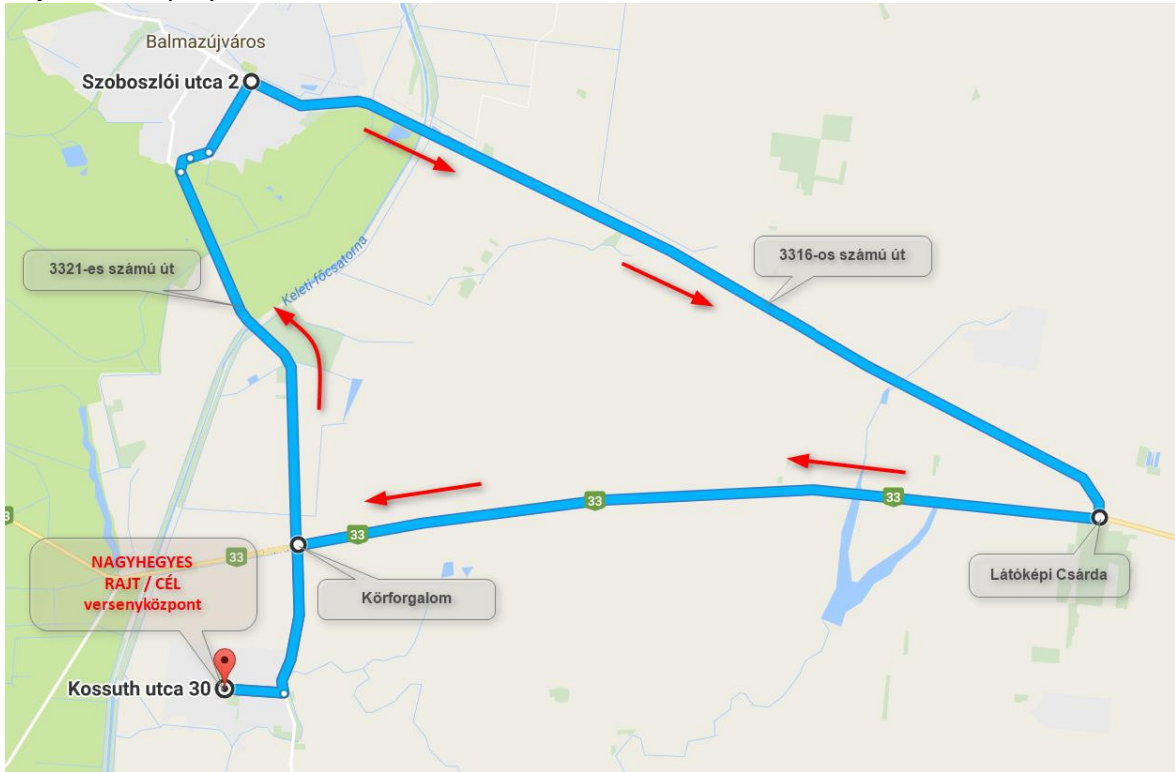 Balmazújváros
Szoboszlói utca 2
Keleti-főcsatorna
3321-es számú út
3316-os számú út
33
33
33
33
NAGYHEGYES
RAJT / CÉL
versenyközpont
Körforgalom
Látóképi Csárda
Kossuth utca 30